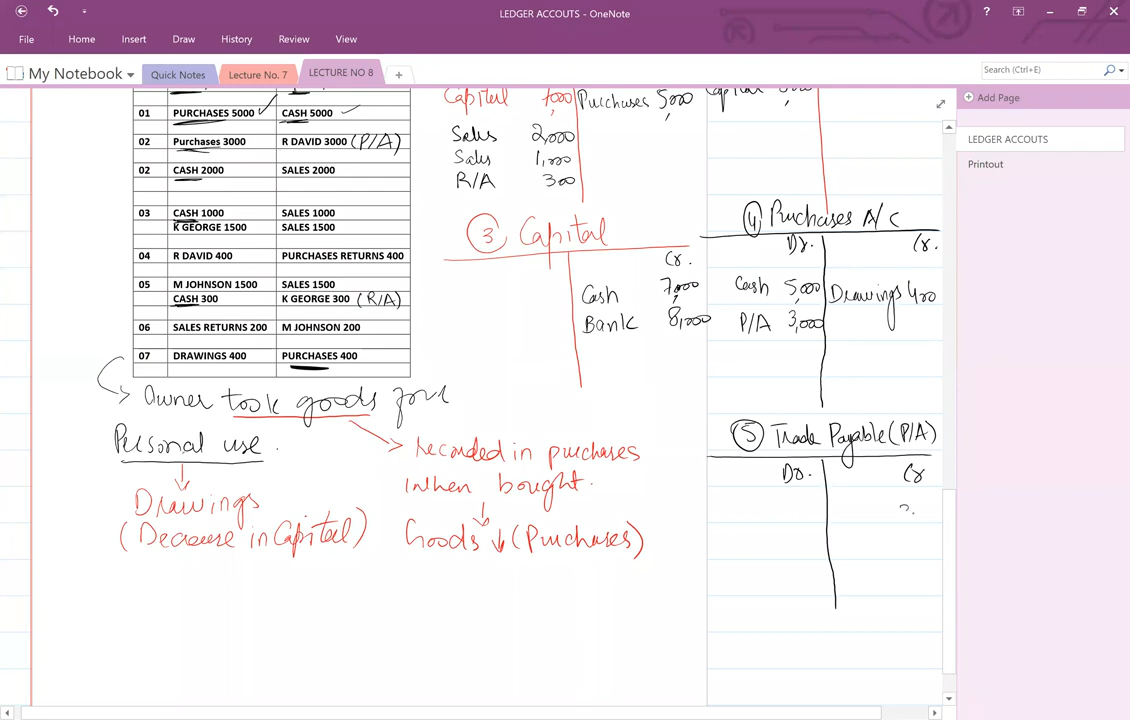 LEDGER ACCOUTS - OneNote
?
File Home Insert Draw History Review View
My Notebook Quick Notes Lecture No. 7 LECTURE NO 8 +
Search (Ctrl+E)
Add Page
LEDGER ACCOUTS
Printout
01 PURCHASES 5000 CASH 5000
02 Purchases 3000 R DAVID 3000 (P/A)
02 CASH 2000 SALES 2000
03 CASH 1000 SALES 1000
K GEORGE 1500 SALES 1500
04 R DAVID 400 PURCHASES RETURNS 400
05 M JOHNSON 1500 SALES 1500
CASH 300 K GEORGE 300 (R/A)
06 SALES RETURNS 200 M JOHNSON 200
07 DRAWINGS 400 PURCHASES 400
Capital 7,000 Purchases 5,000
Sales 2,000
Sales 1,000
R/A 300
Capital
3 Capital
Cr.
Cash 7,000
Bank 8,000
4 Purchases A/C
Dr. Cr.
Cash 5,000 Drawings 400
P/A 3,000
5 Trade Payable (P/A)
Dr. Cr
Owner took goods for
Personal use.
Drawings
(Decrease in Capital)
recorded in purchases
when bought.
Goods ↓ (Purchases)